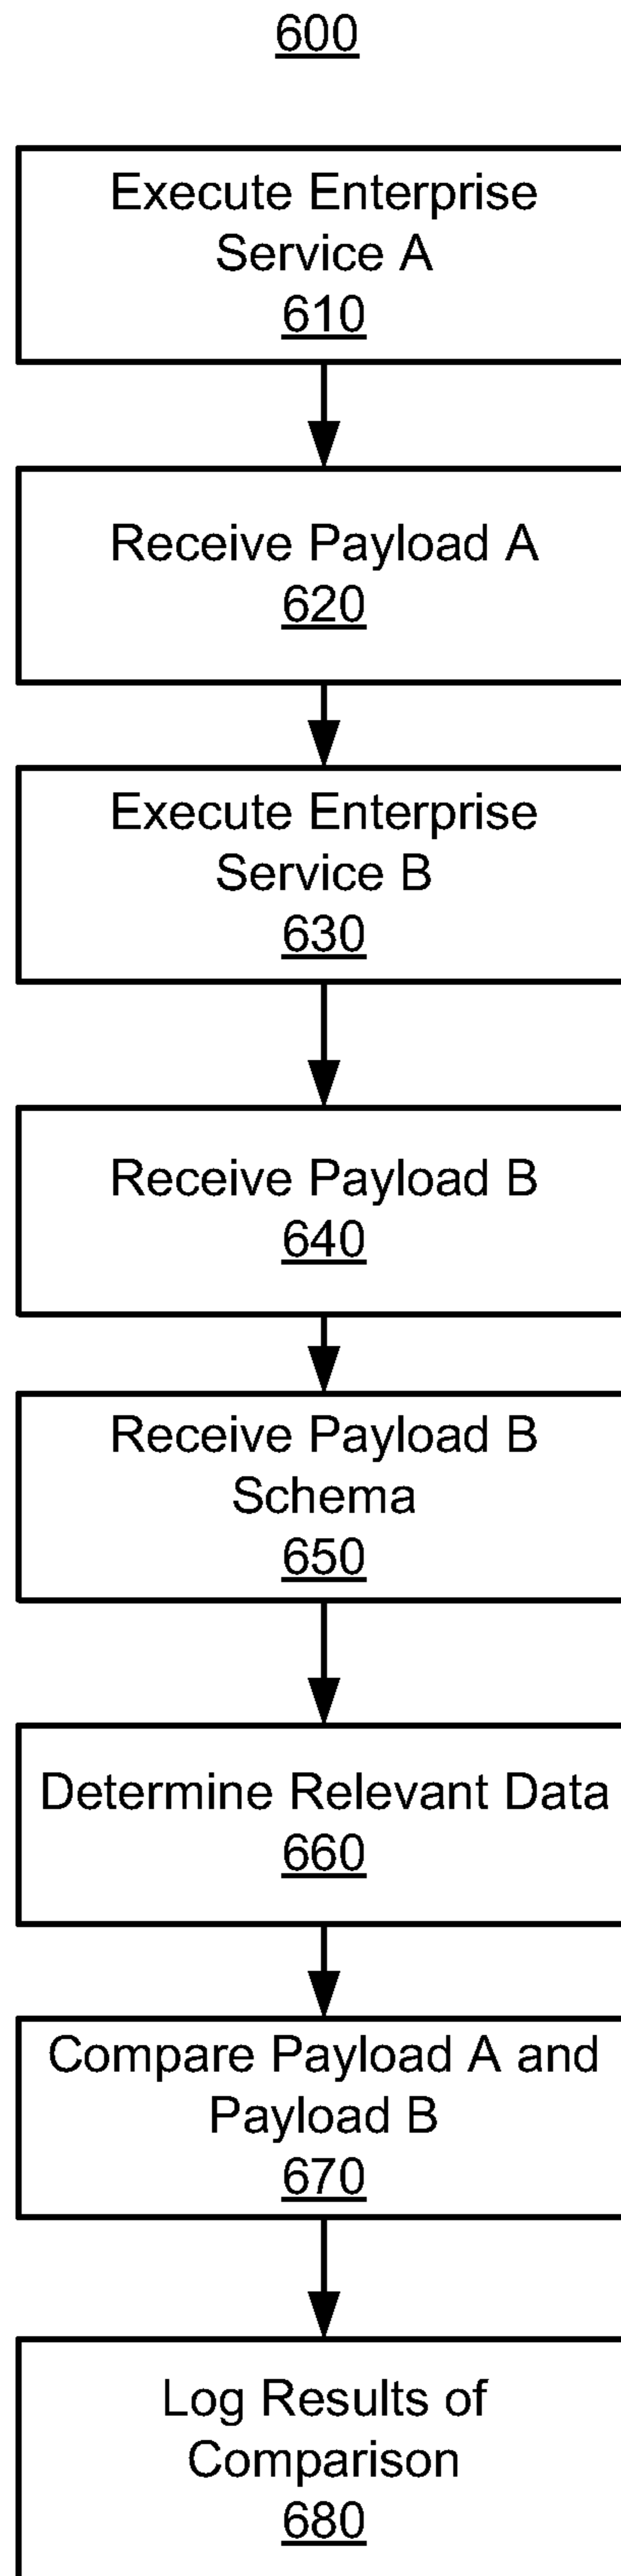 600
Execute Enterprise
Service A
610
Receive Payload A
620
Execute Enterprise
Service B
630
Receive Payload B
640
Receive Payload B
Schema
650
Determine Relevant Data
660
Compare Payload A and
Payload B
670
Log Results of
Comparison
680